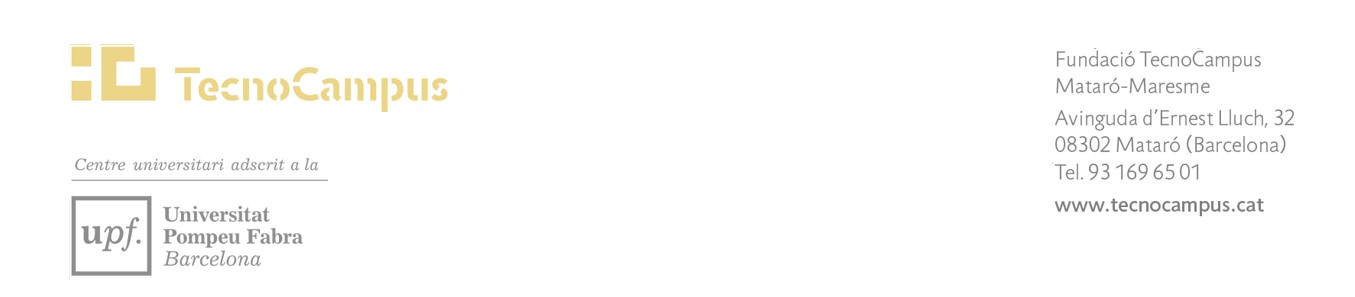 TecnoCampus
Centre universitari adscrit a la
upf.
Universitat
Pompeu Fabra
Barcelona
Fundació TecnoCampus
Mataró-Maresme
Avinguda d'Ernest Lluch, 32
08302 Mataró (Barcelona)
Tel. 93 169 65 01
www.tecnocampus.cat